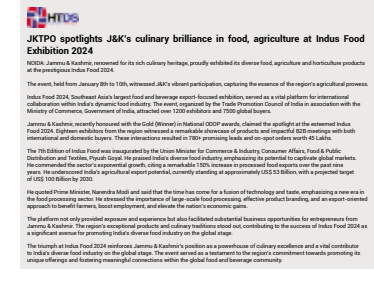 HTDS
JKTPO spotlights J&K's culinary brilliance in food, agriculture at Indus Food
Exhibition 2024
NOIDA: Jammu & Kashmir, renowned for its rich culinary heritage, proudly exhibited its diverse food, agriculture and horticulture products
at the prestigious Indus Food 2024.
The event, held from January 8th to 10th, witnessed J&K's vibrant participation, capturing the essence of the region's agricultural prowess.
Indus Food 2024, Southeast Asia's largest food and beverage export-focused exhibition, served as a vital platform for international
collaboration within India's dynamic food industry. The event, organized by the Trade Promotion Council of India in association with the
Ministry of Commerce, Government of India, attracted over 1200 exhibitors and 7500 global buyers.
Jammu & Kashmir, recently honoured with the Gold (Winner) in National ODOP awards, claimed the spotlight at the esteemed Indus
Food 2024. Eighteen exhibitors from the region witnessed a remarkable showcase of products and impactful B2B meetings with both
international and domestic buyers. These interactions resulted in 780+ promising leads and on-spot orders worth 45 Lakhs.
The 7th Edition of Indus Food was inaugurated by the Union Minister for Commerce & Industry, Consumer Affairs, Food & Public
Distribution and Textiles, Piyush Goyal. He praised India's diverse food industry, emphasizing its potential to captivate global markets.
He commended the sector's exponential growth, citing a remarkable 150% increase in processed food exports over the past nine
years. He underscored India's agricultural export potential, currently standing at approximately US$ 53 Billion, with a projected target
of US$ 100 Billion by 2030.
He quoted Prime Minister, Narendra Modi and said that the time has come for a fusion of technology and taste, emphasizing a new era in
the food processing sector. He stressed the importance of large-scale food processing, effective product branding, and an export-oriented
approach to benefit farmers, boost employment, and elevate the nation's economic gains.
The platform not only provided exposure and experience but also facilitated substantial business opportunities for entrepreneurs from
Jammu & Kashmir. The region's exceptional products and culinary traditions stood out, contributing to the success of Indus Food 2024 as
a significant avenue for promoting India's diverse food industry on the global stage.
The triumph at Indus Food 2024 reinforces Jammu & Kashmir's position as a powerhouse of culinary excellence and a vital contributor
to India's diverse food industry on the global stage. The event served as a testament to the region's commitment towards promoting its
unique offerings and fostering meaningful connections within the global food and beverage community.